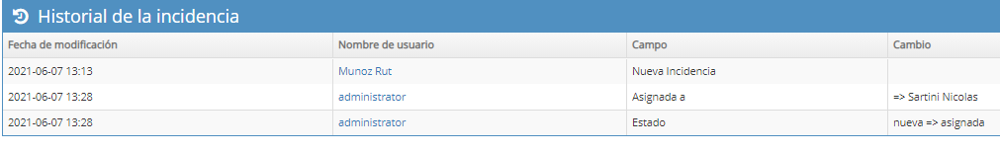 Historial de la incidencia
Fecha de modificación Nombre de usuario Campo Cambio
2021-06-07 13:13 Munoz Rut Nueva Incidencia
2021-06-07 13:28 administrator Asignada a => Sartini Nicolas
2021-06-07 13:28 administrator Estado nueva => asignada